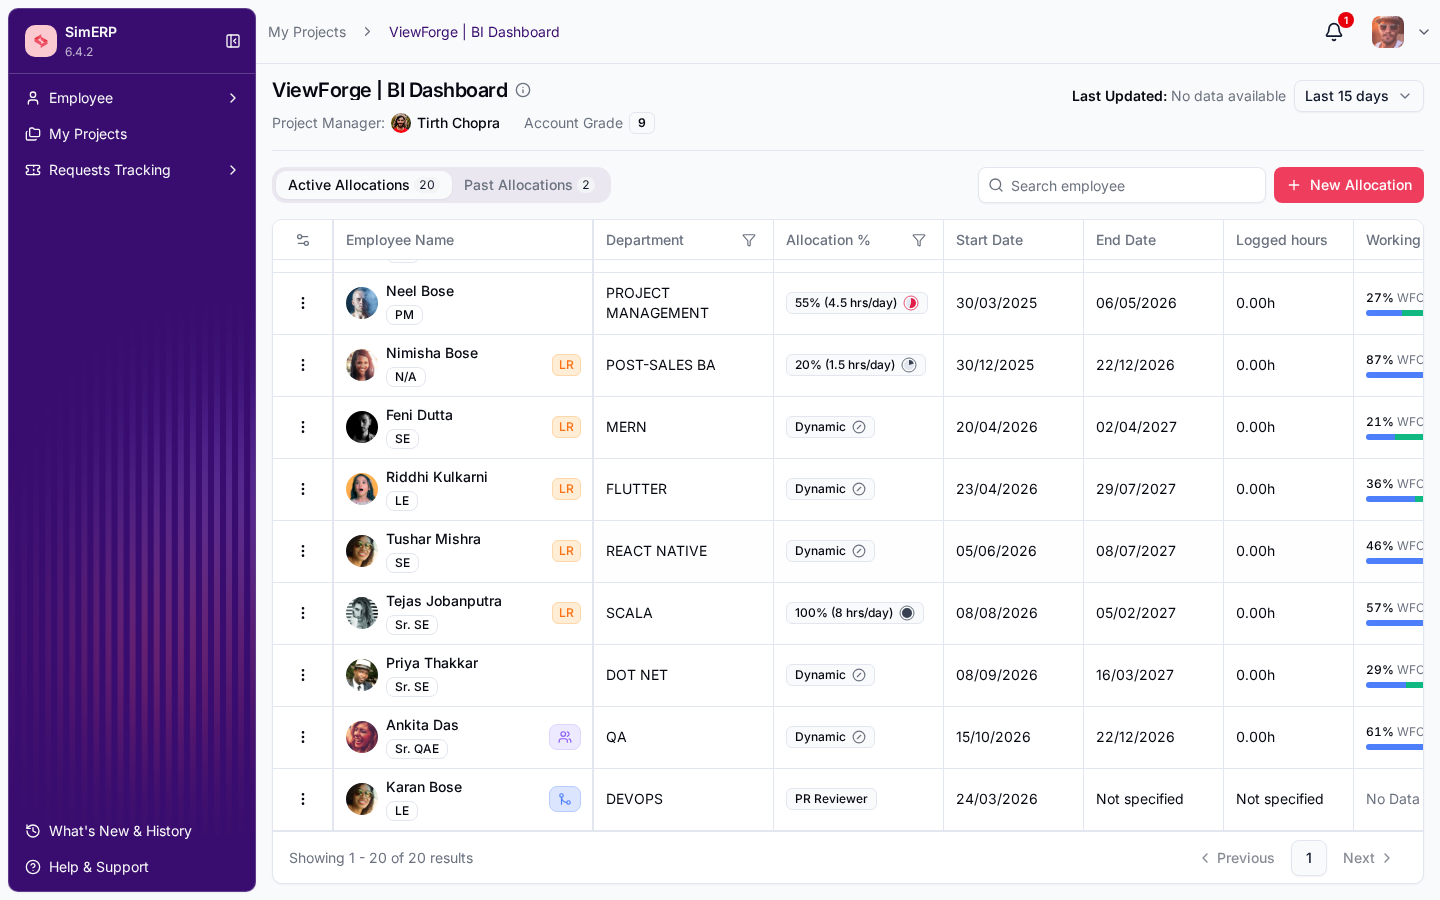 SimERP
6.4.2
Employee
My Projects
Requests Tracking
What's New & History
Help & Support
My Projects
ViewForge | BI Dashboard
1
ViewForge | BI Dashboard
Project Manager: Tirth Chopra Account Grade 9
Last Updated: No data available
Last 15 days
Active Allocations 20 Past Allocations 2
Search employee
New Allocation
Employee Name Department Allocation % Start Date End Date Logged hours Working
Neel Bose
PM
PROJECT
MANAGEMENT
55% (4.5 hrs/day) 30/03/2025 06/05/2026 0.00h 27% WFO
Nimisha Bose
N/A
LR POST-SALES BA 20% (1.5 hrs/day) 30/12/2025 22/12/2026 0.00h 87% WFO
Feni Dutta
SE
LR MERN Dynamic 20/04/2026 02/04/2027 0.00h 21% WFO
Riddhi Kulkarni
LE
LR FLUTTER Dynamic 23/04/2026 29/07/2027 0.00h 36% WFO
Tushar Mishra
SE
LR REACT NATIVE Dynamic 05/06/2026 08/07/2027 0.00h 46% WFO
Tejas Jobanputra
Sr. SE
LR SCALA 100% (8 hrs/day) 08/08/2026 05/02/2027 0.00h 57% WFO
Priya Thakkar
Sr. SE
DOT NET Dynamic 08/09/2026 16/03/2027 0.00h 29% WFO
Ankita Das
Sr. QAE
QA Dynamic 15/10/2026 22/12/2026 0.00h 61% WFO
Karan Bose
LE
DEVOPS PR Reviewer 24/03/2026 Not specified Not specified No Data
Showing 1 - 20 of 20 results
Previous 1 Next